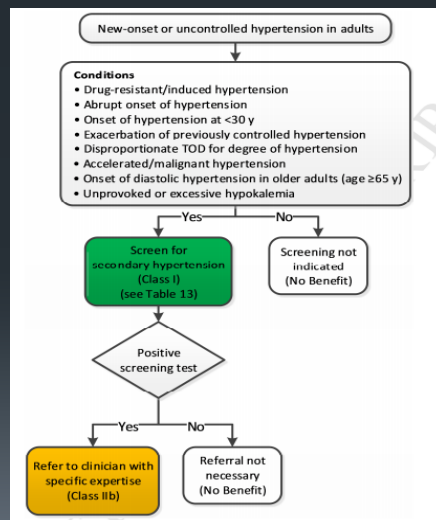 New-onset or uncontrolled hypertension in adults
Conditions
• Drug-resistant/induced hypertension
• Abrupt onset of hypertension
• Onset of hypertension at <30 y
• Exacerbation of previously controlled hypertension
• Disproportionate TOD for degree of hypertension
• Accelerated/malignant hypertension
• Onset of diastolic hypertension in older adults (age ≥65 y)
• Unprovoked or excessive hypokalemia
Yes
No
Screen for
secondary hypertension
(Class I)
(see Table 13)
Screening not
indicated
(No Benefit)
Positive
screening test
Yes
No
Refer to clinician with
specific expertise
(Class IIb)
Referral not
necessary
(No Benefit)